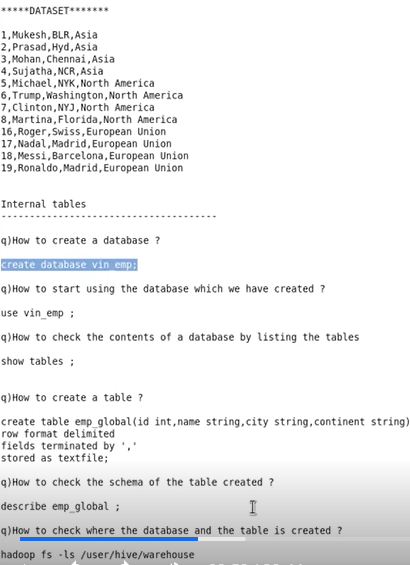 *****DATASET*******
1,Mukesh,BLR,Asia
2,Prasad,Hyd,Asia
3,Mohan,Chennai,Asia
4,Sujatha,NCR,Asia
5,Michael,NYK,North America
6,Trump,Washington,North America
7,Clinton,NYJ,North America
8,Martina,Florida,North America
16,Roger,Swiss,European Union
17,Nadal,Madrid,European Union
18,Messi,Barcelona,European Union
19,Ronaldo,Madrid,European Union
Internal tables
-------------------------------------
q)How to create a database ?
create database vin_emp;
q)How to start using the database which we have created ?
use vin_emp ;
q)How to check the contents of a database by listing the tables
show tables ;
q)How to create a table ?
create table emp_global(id int,name string,city string,continent string)
row format delimited
fields terminated by ','
stored as textfile;
q)How to check the schema of the table created ?
describe emp_global ;
q)How to check where the database and the table is created ?
hadoop fs -ls /user/hive/warehouse